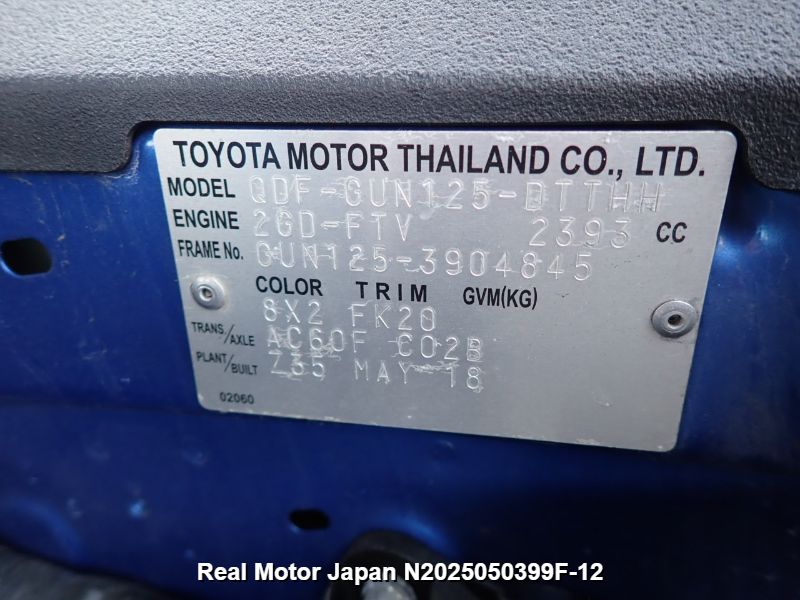 TOYOTA MOTOR THAILAND CO., LTD.
MODEL QDF-GUN125-DTTHH
ENGINE 2GD-FTV 2393 CC
FRAME No. GUN125-3904845
COLOR TRIM GVM(KG)
8X2 FK20
TRANS/AXLE AC60F C02B
PLANT/BUILT Z35 MAY-18
02060
Real Motor Japan N2025050399F-12